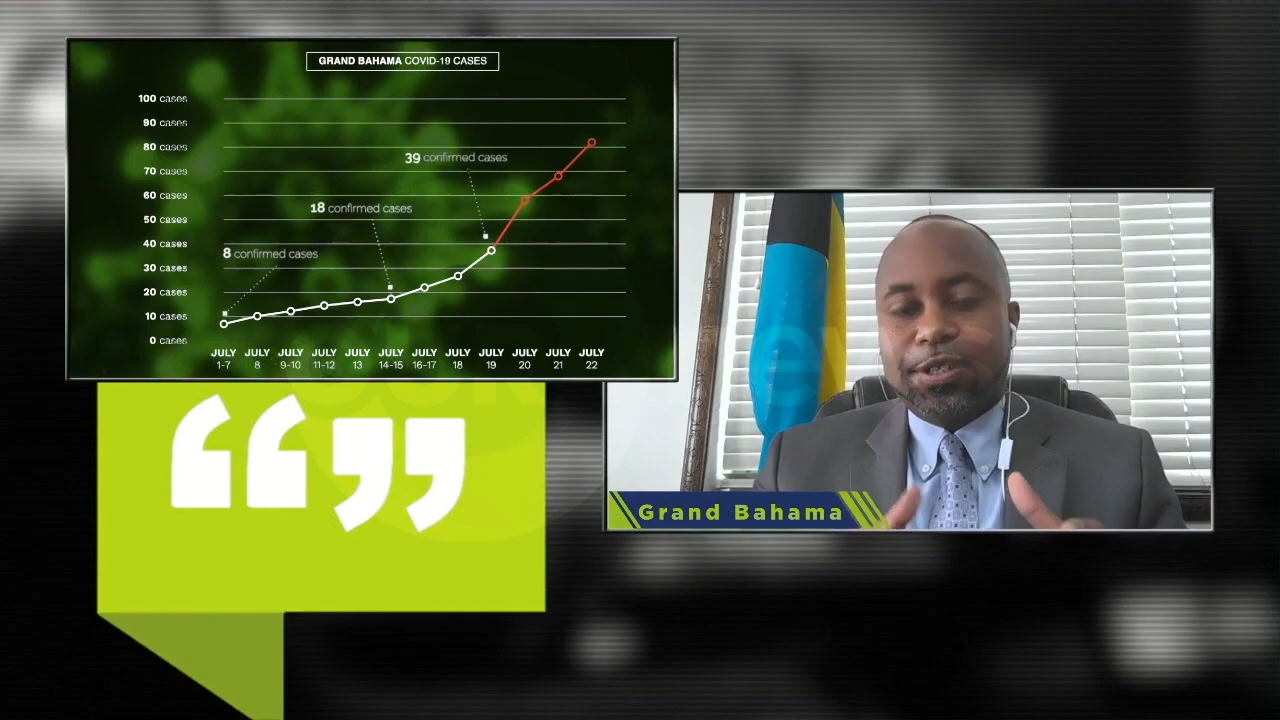 GRAND BAHAMA COVID-19 CASES
100 cases
90 cases
80 cases
70 cases
60 cases
50 cases
40 cases
30 cases
20 cases
10 cases
0 cases
39 confirmed cases
18 confirmed cases
8 confirmed cases
JULY JULY JULY JULY JULY JULY JULY JULY JULY JULY JULY JULY
1-7 8 9-10 11-12 13 14-15 16-17 18 19 20 21 22
“ ”
Grand Bahama